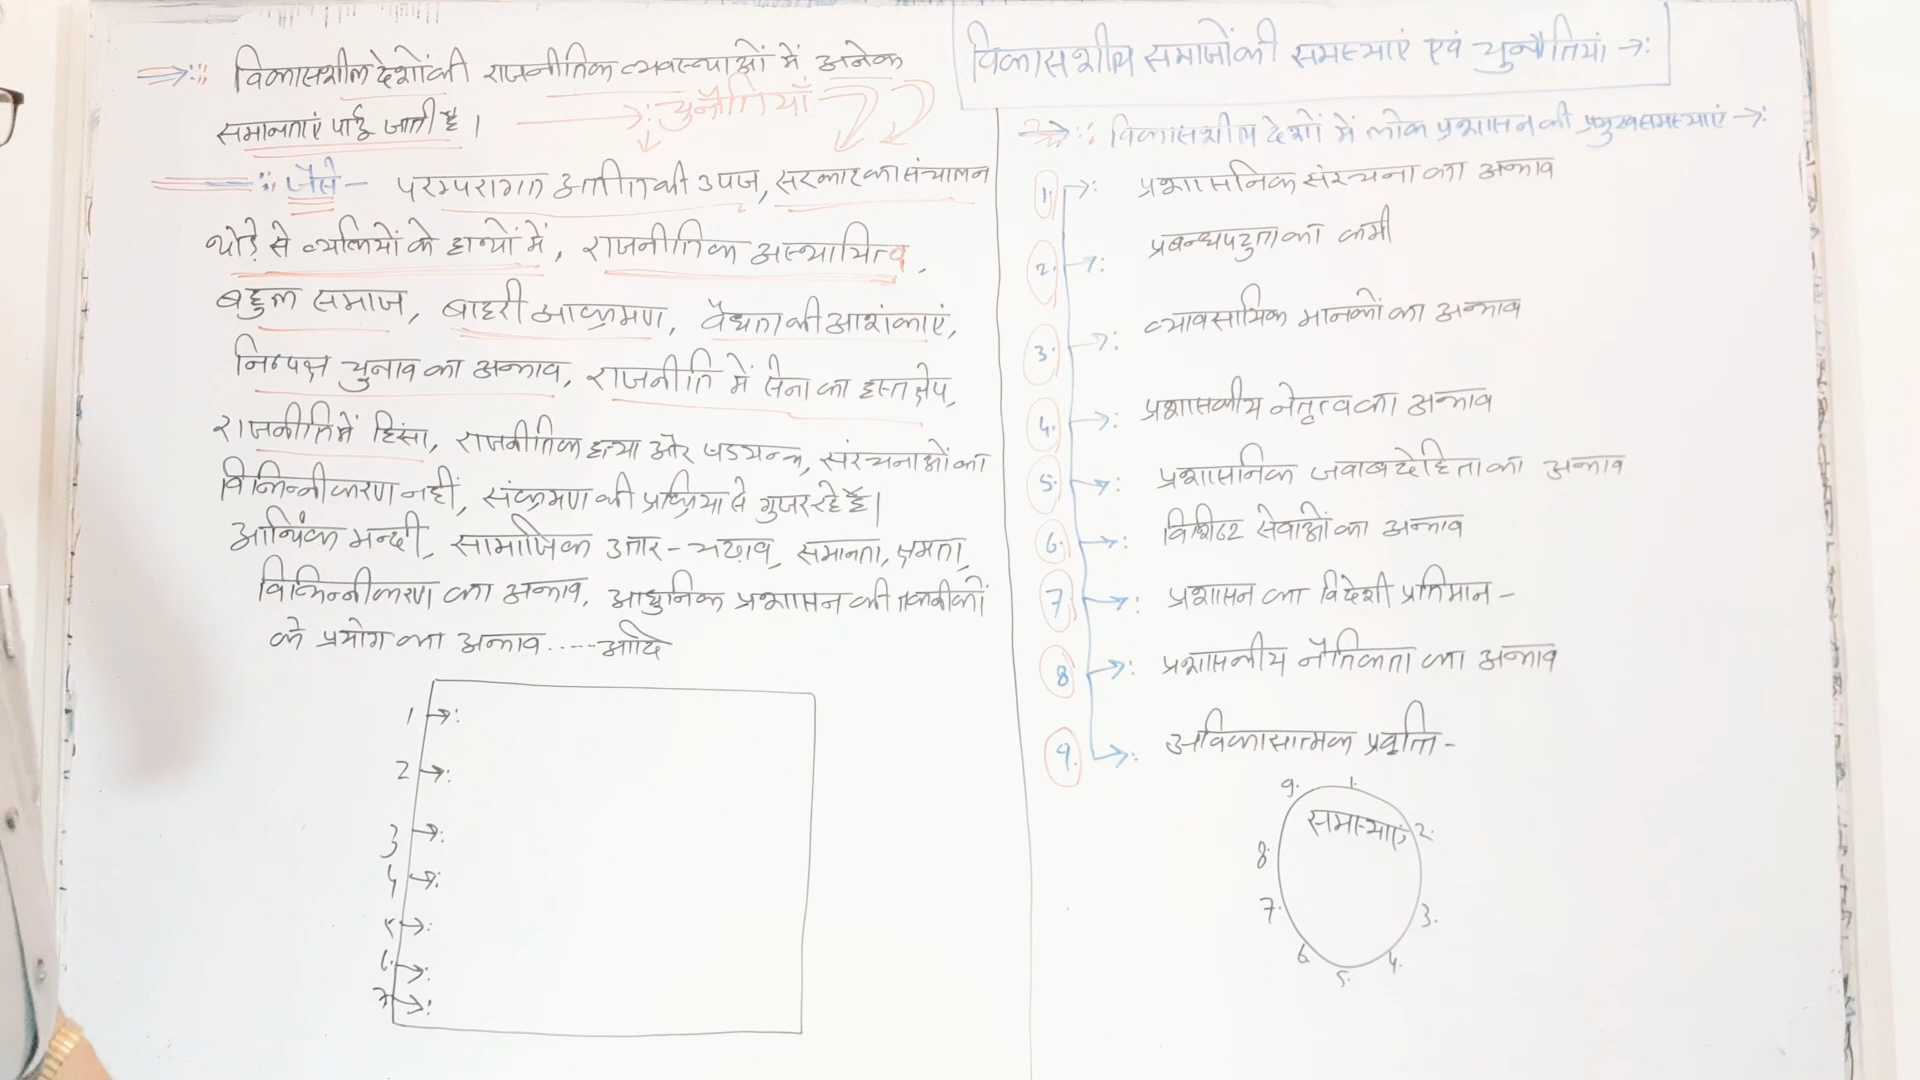 विकासशील देशों की राजनीतिक व्यवस्थाओं में अनेक
समानताएं पाई जाती है।
→: चुनौतियाँ
जैसे – परम्परागत अतीत की उपज, सरकार का संचालन
थोड़े से व्यक्तियों के हाथों में, राजनीतिक अस्थायित्व,
बहुल समाज, बाहरी आक्रमण, वैधता की आशंकाएं,
निष्पक्ष चुनाव का अभाव, राजनीति में सेना का हस्तक्षेप,
राजनीति में हिंसा, राजनीतिक हत्या और षडयन्त्र, संरचनाओं का
विभिन्नीकरण नहीं, संक्रमण की प्रक्रिया से गुजर रहे है।
आर्थिक मन्दी, सामाजिक उतार-चढ़ाव, समानता, क्षमता,
विभिन्नीकरण का अभाव, आधुनिक प्रशासन की तकनीकों
के प्रयोग का अभाव.....आदि
1 →:
2 →:
3 →:
4 →:
5 →:
6 →:
7 →:
विकासशील समाजों की समस्याएं एवं चुनौतियां →:
विकासशील देशों में लोक प्रशासन की प्रमुख समस्याएं →:
1. →: प्रशासनिक संरचना का अभाव
2. →: प्रबन्धपटुता का कमी
3. →: व्यावसायिक मानकों का अभाव
4. →: प्रशासकीय नेतृत्व का अभाव
5. →: प्रशासनिक जवाबदेहिता का अभाव
6. →: विशिष्ट सेवाओं का अभाव
7 →: प्रशासन का विदेशी प्रतिमान –
8 →: प्रशासकीय नैतिकता का अभाव
9. →: अविकासात्मक प्रवृत्ति –
समास्याएं
1.
2.
3.
4.
5.
6.
7.
8
9.